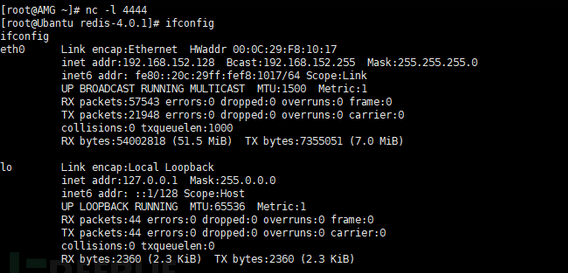 [root@AMG ~]# nc -l 4444
[root@Ubantu redis-4.0.1]# ifconfig
ifconfig
eth0 Link encap:Ethernet HWaddr 00:0C:29:F8:10:17
inet addr:192.168.152.128 Bcast:192.168.152.255 Mask:255.255.255.0
inet6 addr: fe80::20c:29ff:fef8:1017/64 Scope:Link
UP BROADCAST RUNNING MULTICAST MTU:1500 Metric:1
RX packets:57543 errors:0 dropped:0 overruns:0 frame:0
TX packets:21948 errors:0 dropped:0 overruns:0 carrier:0
collisions:0 txqueuelen:1000
RX bytes:54002818 (51.5 MiB) TX bytes:7355051 (7.0 MiB)
lo Link encap:Local Loopback
inet addr:127.0.0.1 Mask:255.0.0.0
inet6 addr: ::1/128 Scope:Host
UP LOOPBACK RUNNING MTU:65536 Metric:1
RX packets:44 errors:0 dropped:0 overruns:0 frame:0
TX packets:44 errors:0 dropped:0 overruns:0 carrier:0
collisions:0 txqueuelen:0
RX bytes:2360 (2.3 KiB) TX bytes:2360 (2.3 KiB)